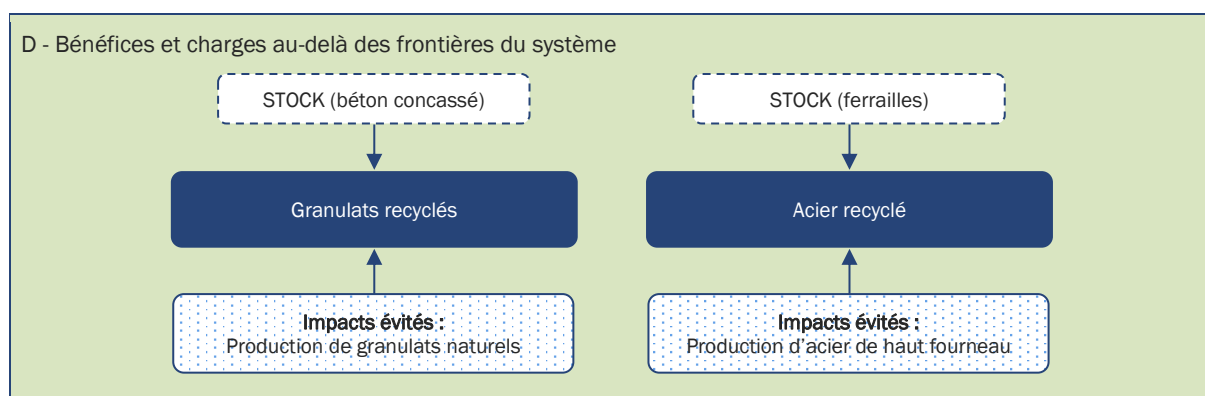 D - Bénéfices et charges au-delà des frontières du système
STOCK (béton concassé)
STOCK (ferrailles)
Granulats recyclés
Acier recyclé
Impacts évités :
Production de granulats naturels
Impacts évités :
Production d'acier de haut fourneau